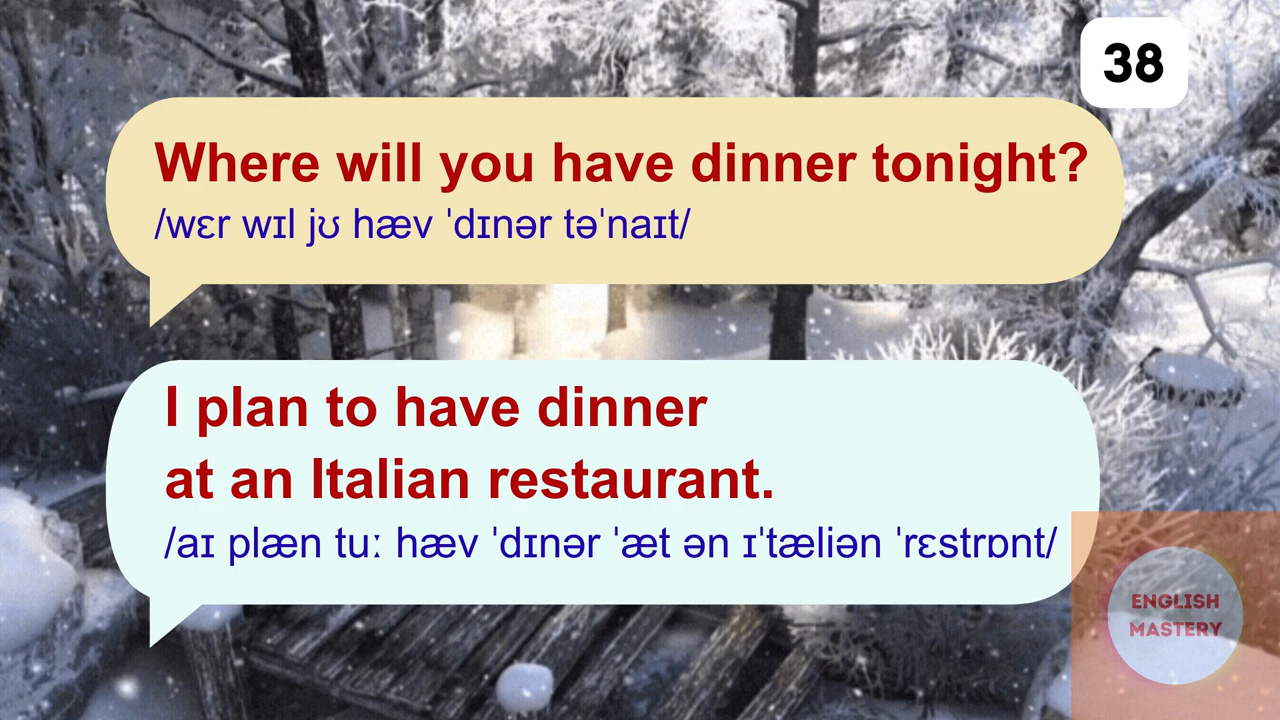 38
Where will you have dinner tonight?
/wɛr wɪl jʊ hæv ˈdɪnər təˈnaɪt/
I plan to have dinner
at an Italian restaurant.
/aɪ plæn tuː hæv ˈdɪnər ˈæt ən ɪˈtæliən ˈrɛstrɒnt/
ENGLISH
MASTERY